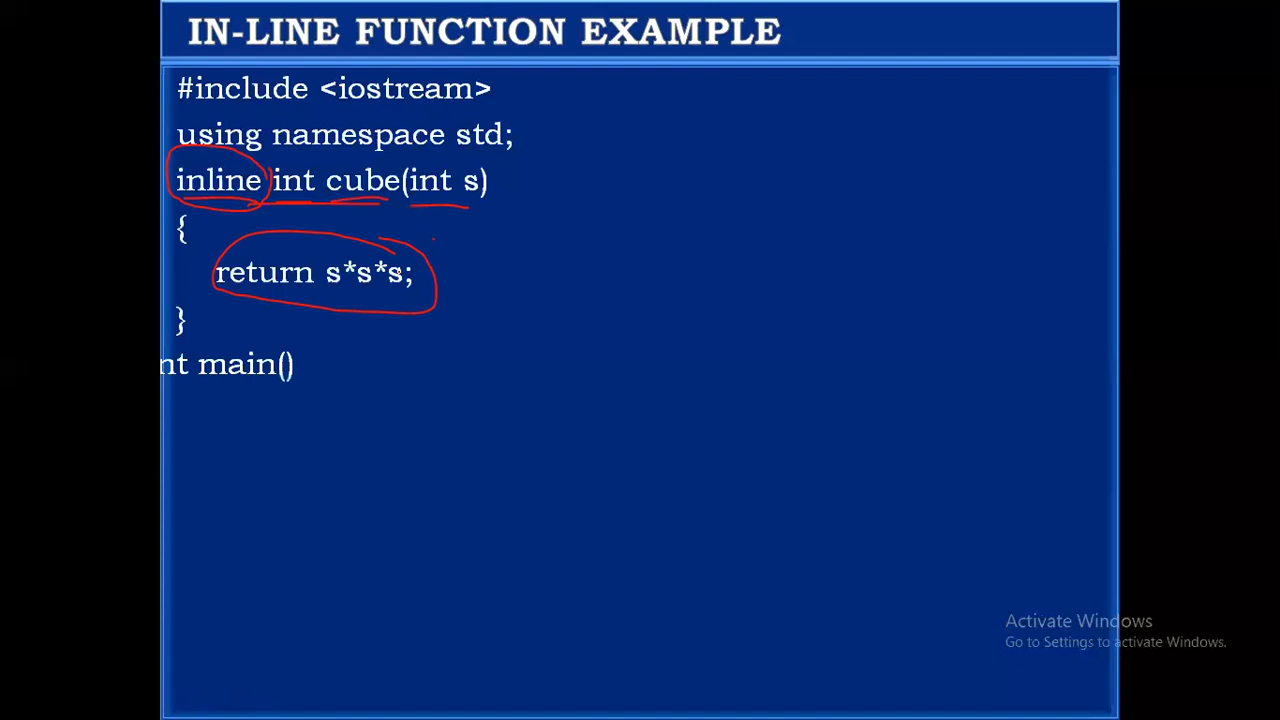 IN-LINE FUNCTION EXAMPLE
#include <iostream>
using namespace std;
inline int cube(int s)
{
return s*s*s;
}
nt main()
Activate Windows
Go to Settings to activate Windows.